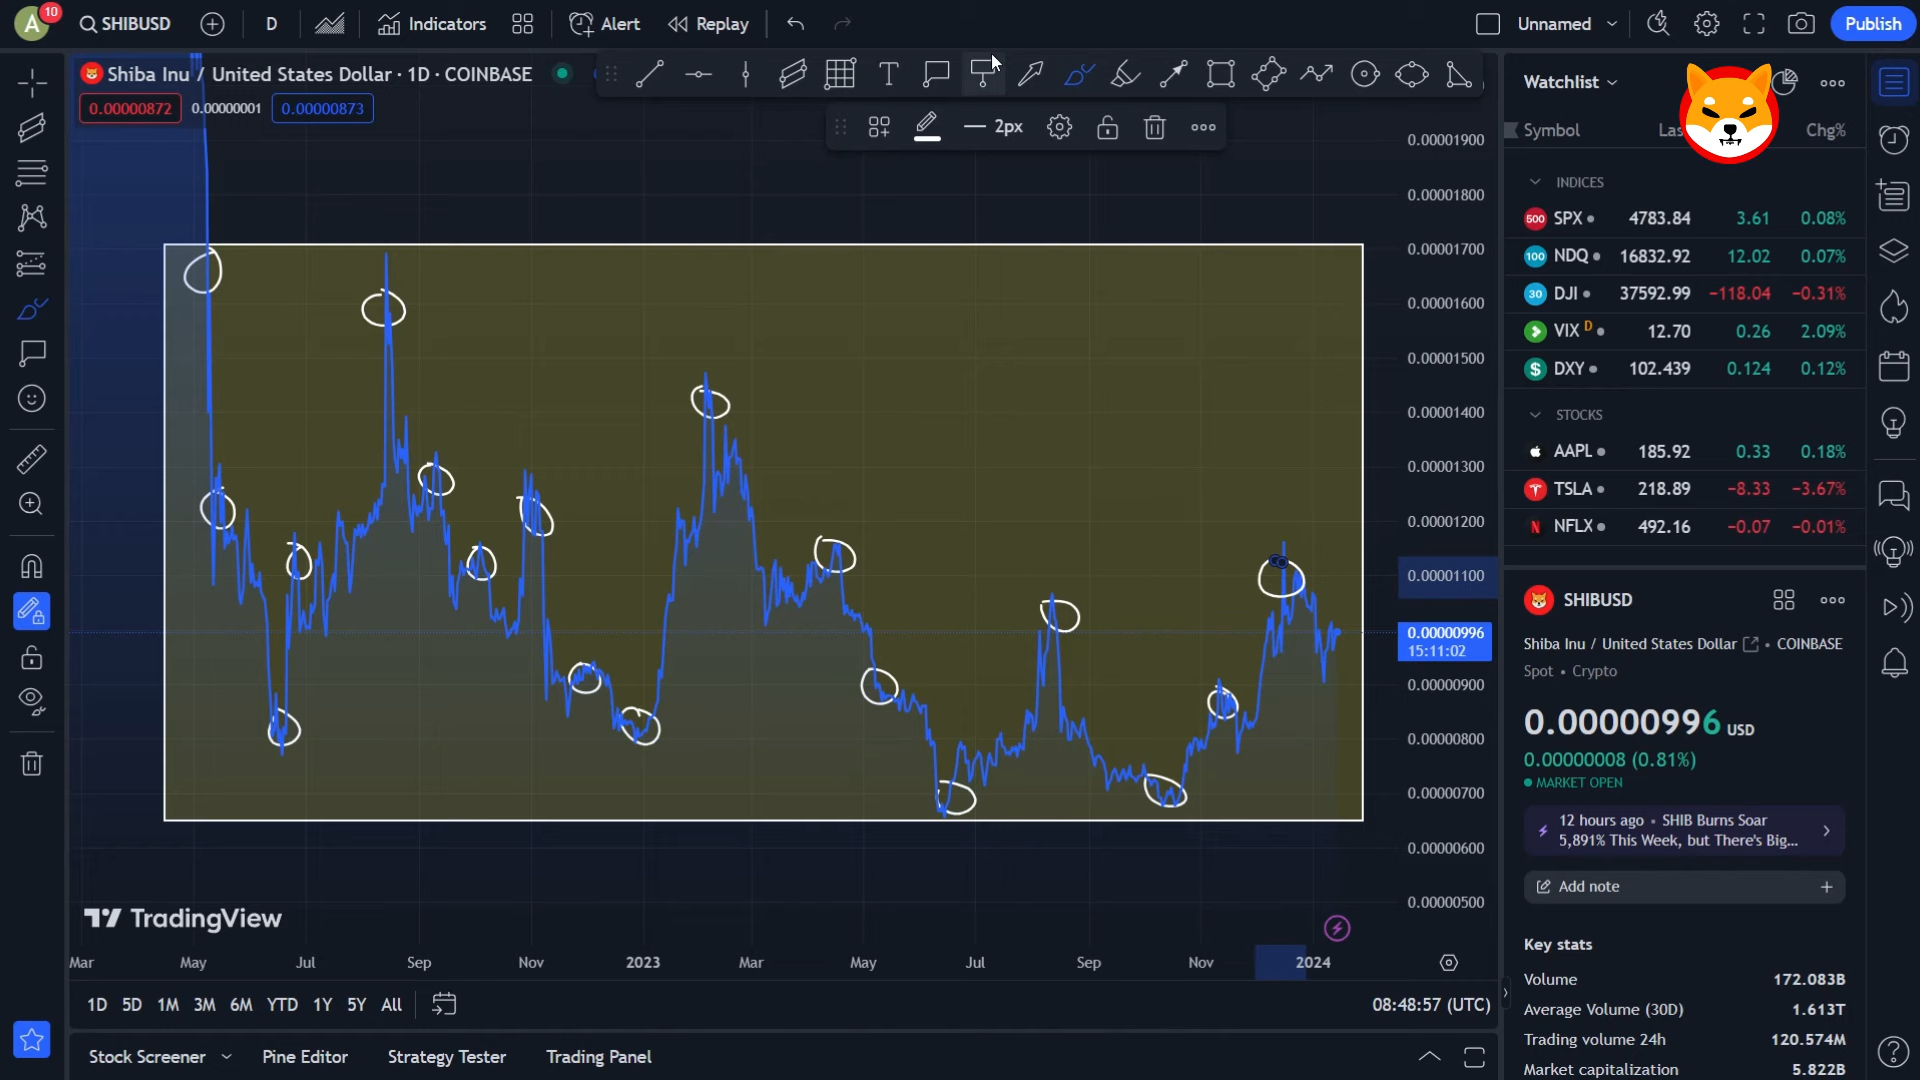 A
10
SHIBUSD
D
Indicators
Alert
Replay
Unnamed
Publish
Shiba Inu / United States Dollar · 1D · COINBASE
0.00000872
0.00000001
0.00000873
T
2px
0.00001900
0.00001800
0.00001700
0.00001600
0.00001500
0.00001400
0.00001300
0.00001200
0.00001100
0.00000996
15:11:02
0.00000900
0.00000800
0.00000700
0.00000600
0.00000500
TradingView
Mar May Jul Sep Nov 2023 Mar May Jul Sep Nov 2024
1D 5D 1M 3M 6M YTD 1Y 5Y All
08:48:57 (UTC)
Stock Screener Pine Editor Strategy Tester Trading Panel
Watchlist
Symbol Chg%
INDICES
500 SPX 4783.84 3.61 0.08%
100 NDQ 16832.92 12.02 0.07%
30 DJI 37592.99 −118.04 −0.31%
VIX D 12.70 0.26 2.09%
$ DXY 102.439 0.124 0.12%
STOCKS
AAPL 185.92 0.33 0.18%
TSLA 218.89 −8.33 −3.67%
N NFLX 492.16 −0.07 −0.01%
SHIBUSD
Shiba Inu / United States Dollar • COINBASE
Spot • Crypto
0.00000996 USD
0.00000008 (0.81%)
MARKET OPEN
12 hours ago • SHIB Burns Soar
5,891% This Week, but There's Big...
Add note
Key stats
Volume 172.083B
Average Volume (30D) 1.613T
Trading volume 24h 120.574M
Market capitalization 5.822B